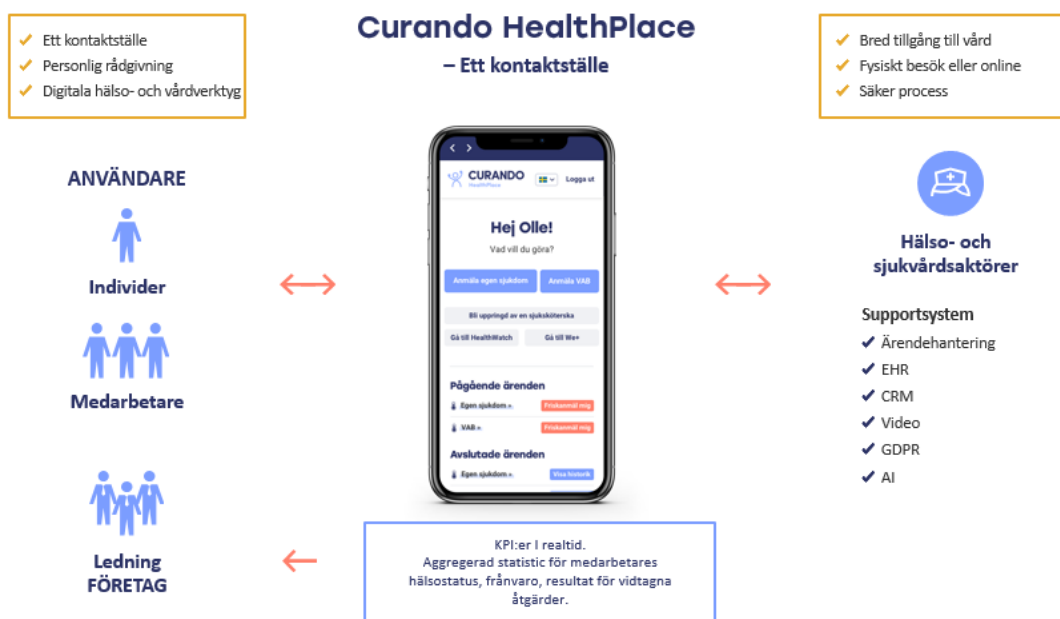 Curando HealthPlace
– Ett kontaktställe
Ett kontaktställe
Personlig rådgivning
Digitala hälso- och vårdverktyg
Bred tillgång till vård
Fysiskt besök eller online
Säker process
ANVÄNDARE
Individer
Medarbetare
Ledning
FÖRETAG
CURANDO
HealthPlace
Logga ut
Hej Olle!
Vad vill du göra?
Anmäla egen sjukdom
Anmäla VAB
Bli uppringd av en sjuksköterska
Gå till HealthWatch
Gå till We+
Pågående ärenden
Egen sjukdom
Friskanmäl mig
VAB
Friskanmäl mig
Avslutade ärenden
Egen sjukdom
Visa historik
KPI:er I realtid.
Aggregerad statistic för medarbetares
hälsostatus, frånvaro, resultat för vidtagna
åtgärder.
Hälso- och
sjukvårdsaktörer
Supportsystem
Ärendehantering
EHR
CRM
Video
GDPR
AI